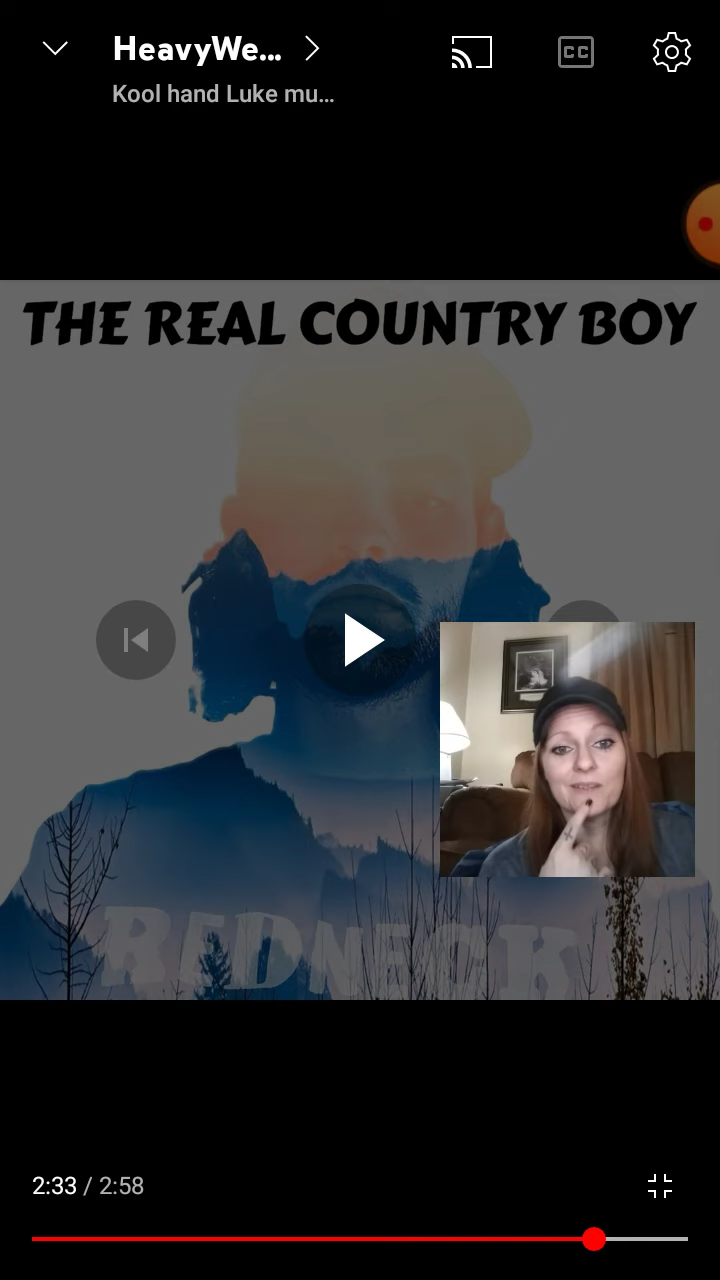 HeavyWe...
CC
Kool hand Luke mu...
THE REAL COUNTRY BOY
REDNECK
2:33 / 2:58